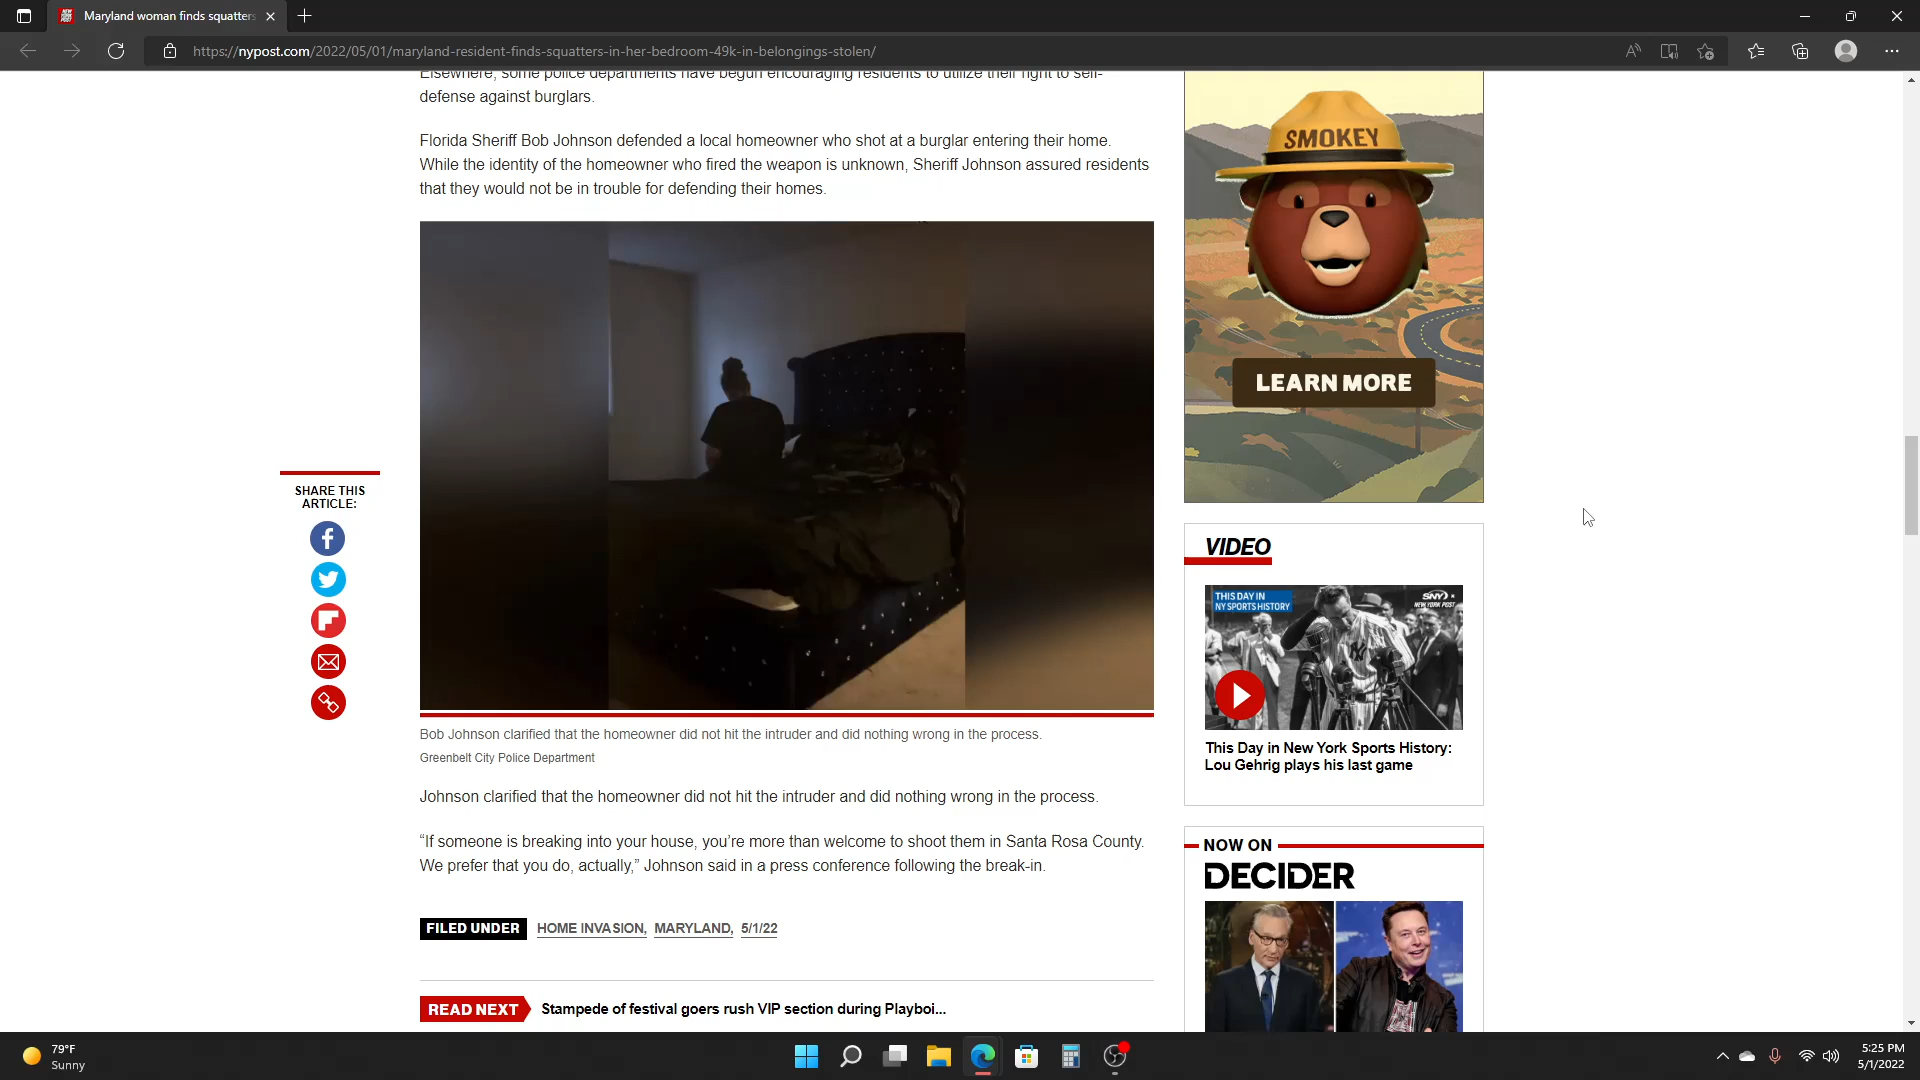 Maryland woman finds squatters
https://nypost.com/2022/05/01/maryland-resident-finds-squatters-in-her-bedroom-49k-in-belongings-stolen/
Elsewhere, some police departments have begun encouraging residents to utilize their right to self-
defense against burglars.
Florida Sheriff Bob Johnson defended a local homeowner who shot at a burglar entering their home.
While the identity of the homeowner who fired the weapon is unknown, Sheriff Johnson assured residents
that they would not be in trouble for defending their homes.
SHARE THIS
ARTICLE:
Bob Johnson clarified that the homeowner did not hit the intruder and did nothing wrong in the process.
Greenbelt City Police Department
Johnson clarified that the homeowner did not hit the intruder and did nothing wrong in the process.
“If someone is breaking into your house, you’re more than welcome to shoot them in Santa Rosa County.
We prefer that you do, actually,” Johnson said in a press conference following the break-in.
FILED UNDER HOME INVASION, MARYLAND, 5/1/22
READ NEXT Stampede of festival goers rush VIP section during Playboi...
SMOKEY
LEARN MORE
VIDEO
THIS DAY IN
NY SPORTS HISTORY
SNY
NEW YORK POST
This Day in New York Sports History:
Lou Gehrig plays his last game
NOW ON
DECIDER
79°F
Sunny
5:25 PM
5/1/2022